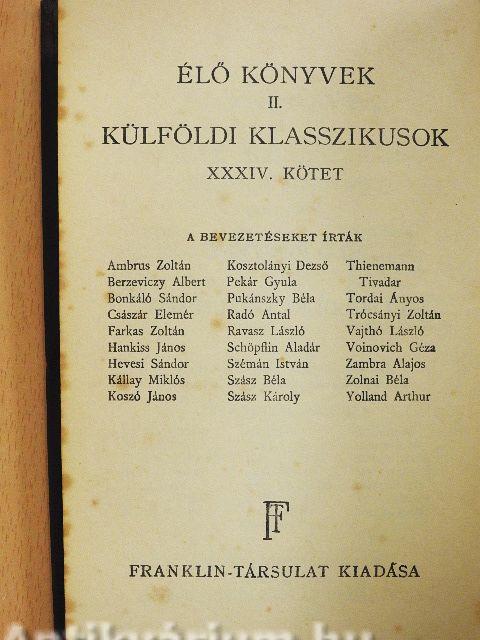 ÉLŐ KÖNYVEK
II.
KÜLFÖLDI KLASSZIKUSOK
XXXIV. KÖTET
A BEVEZETÉSEKET ÍRTÁK
Ambrus Zoltán
Berzeviczy Albert
Bonkáló Sándor
Császár Elemér
Farkas Zoltán
Hankiss János
Hevesi Sándor
Kállay Miklós
Koszó János
Kosztolányi Dezső
Pekár Gyula
Pukánszky Béla
Radó Antal
Ravasz László
Schöpflin Aladár
Szémán István
Szász Béla
Szász Károly
Thienemann
Tivadar
Tordai Ányos
Trócsányi Zoltán
Vajthó László
Voinovich Géza
Zambra Alajos
Zolnai Béla
Yolland Arthur
FT
FRANKLIN-TÁRSULAT KIADÁSA
Antikvárium.hu